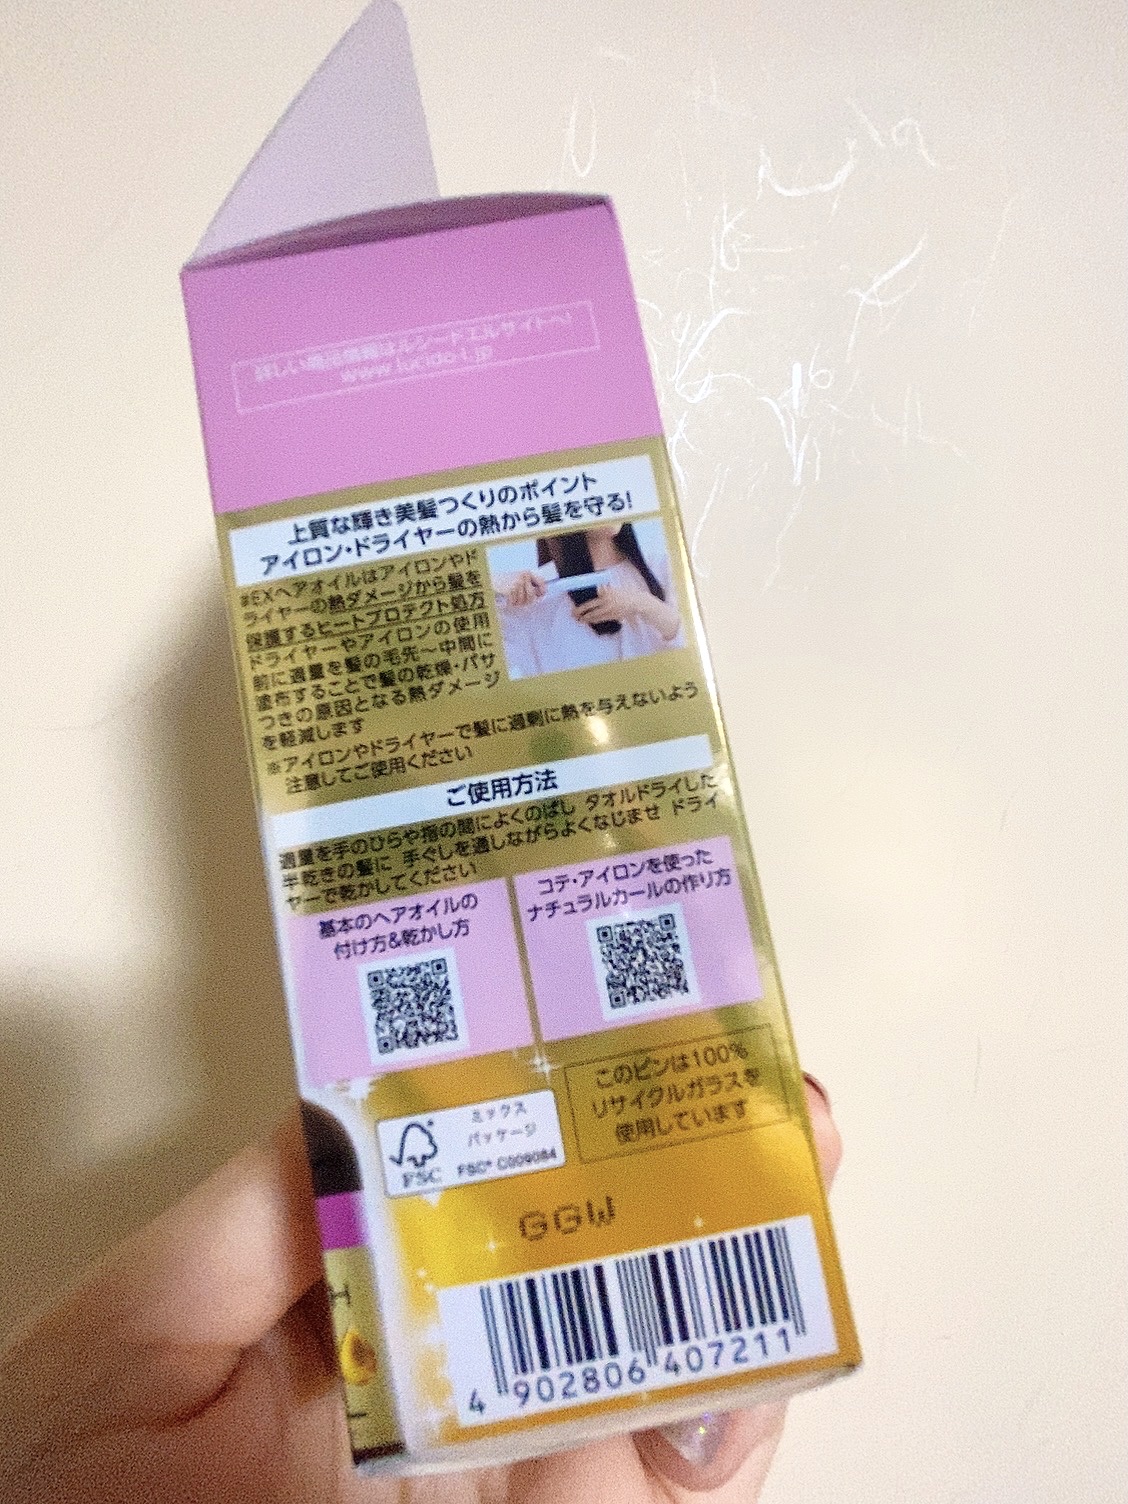 詳しい商品情報はルシードエルサイトへ!
www.lucido-l.jp
上質な輝き美髪つくりのポイント
アイロン・ドライヤーの熱から髪を守る!
#EXヘアオイルはアイロンやド
ライヤーの熱ダメージから髪を
保護するヒートプロテクト処方
ドライヤーやアイロンの使用
前に適量を髪の毛先〜中間に
塗布することで髪の乾燥・パサ
つきの原因となる熱ダメージ
を軽減します
※アイロンやドライヤーで髪に過剰に熱を与えないよう
注意してご使用ください
ご使用方法
適量を手のひらや指の間によくのばし タオルドライした
半乾きの髪に 手ぐしを通しながらよくなじませ ドライ
ヤーで乾かしてください
基本のヘアオイルの
付け方&乾かし方
コテ・アイロンを使った
ナチュラルカールの作り方
このビンは100%
リサイクルガラスを
使用しています
ミックス
パッケージ
FSC
FSC® C009084
GGW
4 902806 407211